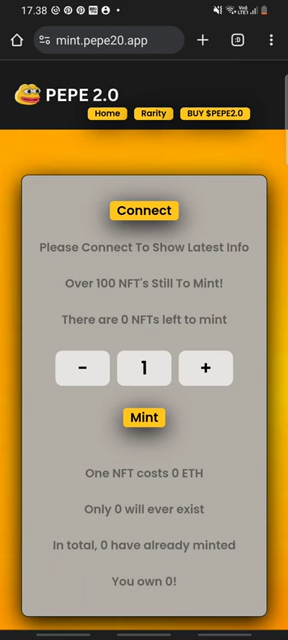 17.38
mint.pepe20.app
:D
PEPE 2.0
Home Rarity BUY $PEPE2.0
Connect
Please Connect To Show Latest Info
Over 100 NFT's Still To Mint!
There are 0 NFTs left to mint
- 1 +
Mint
One NFT costs 0 ETH
Only 0 will ever exist
In total, 0 have already minted
You own 0!